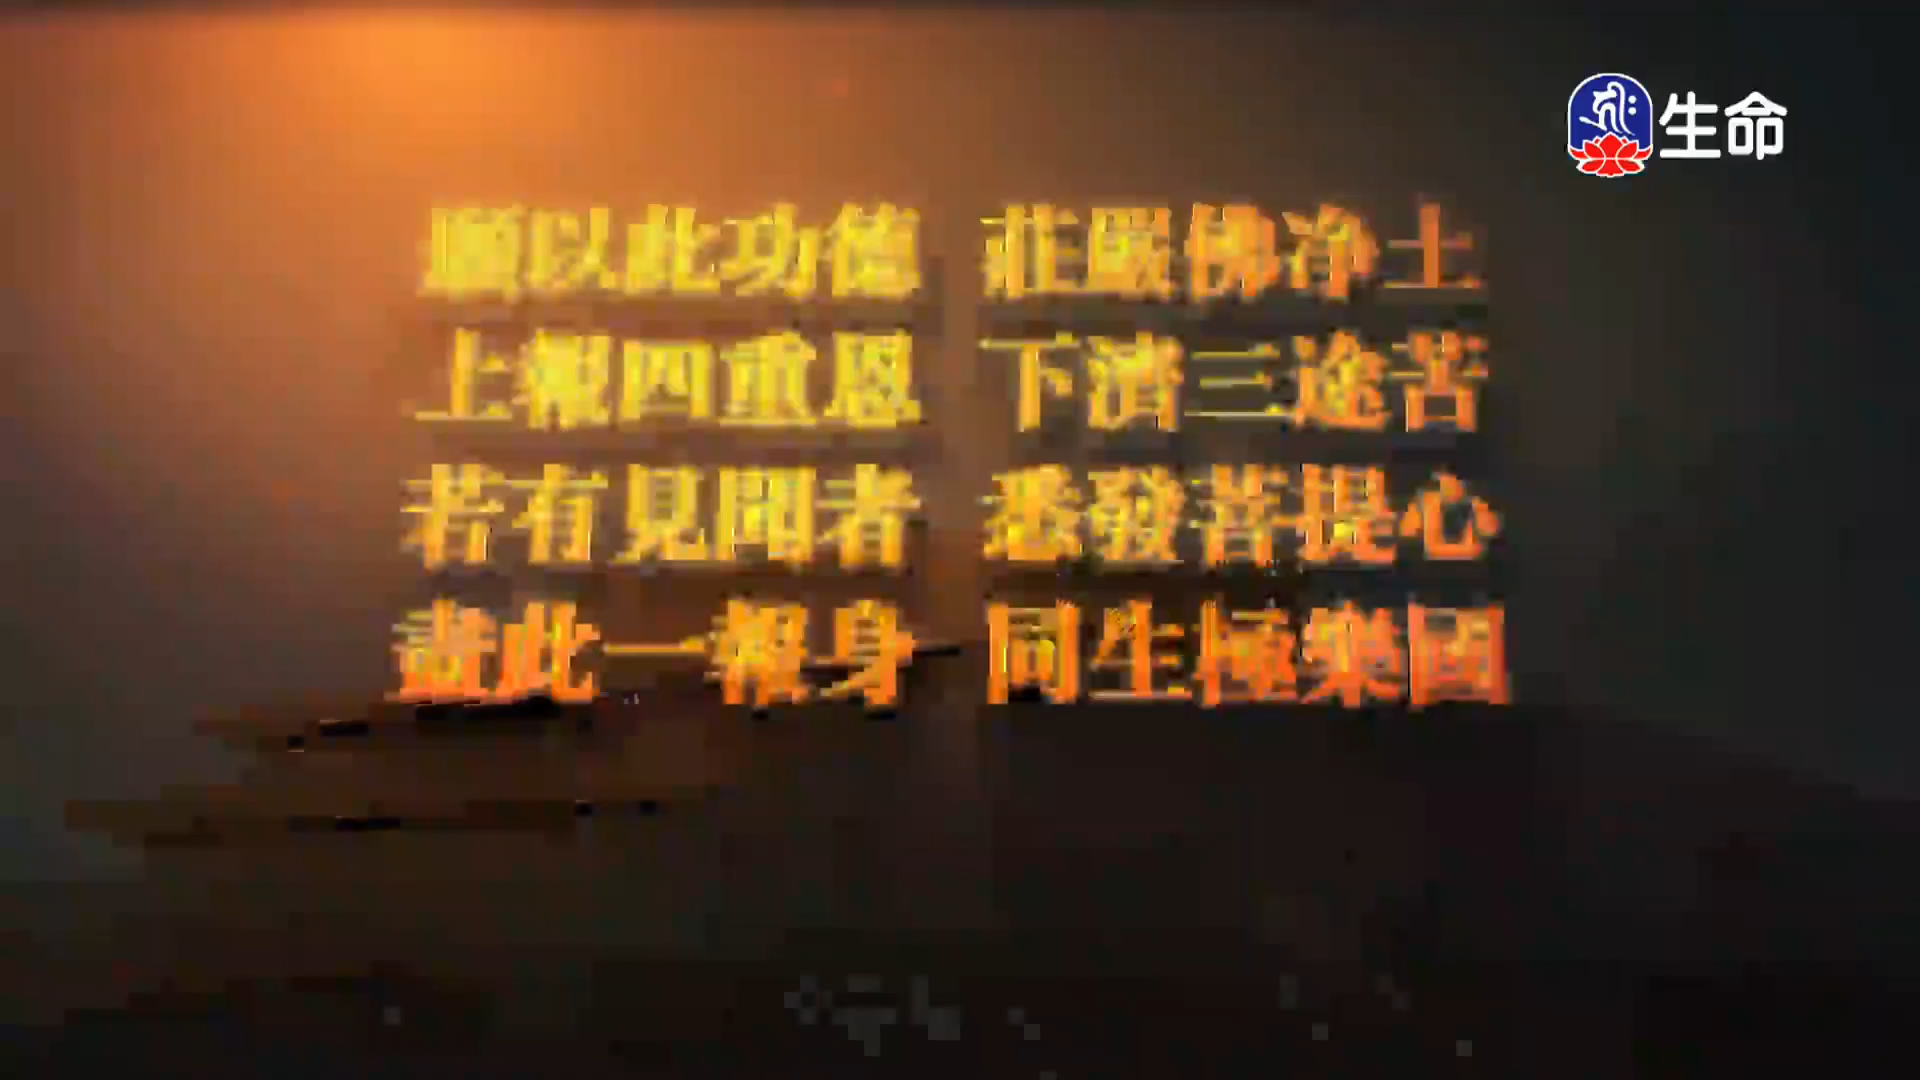 生命
願以此功德 莊嚴佛净土
上報四重恩 下濟三途苦
若有見聞者 悉發菩提心
盡此一報身 同生極樂國